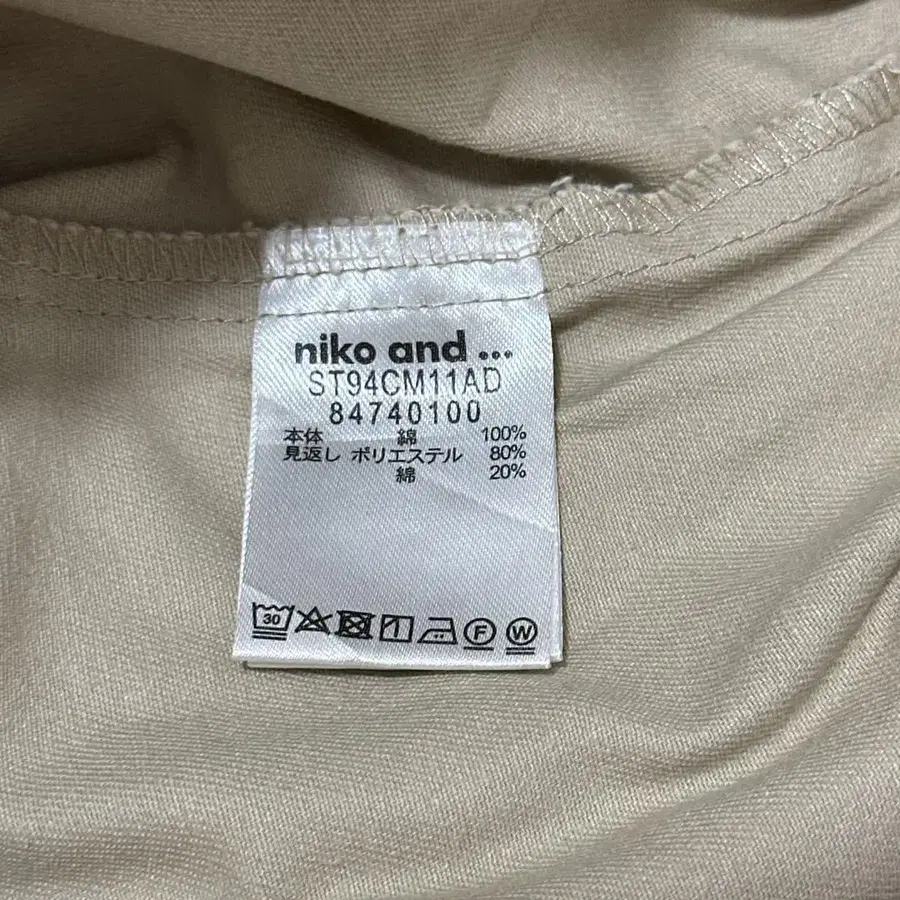 niko and ...
ST94CM11AD
84740100
本体 綿 100%
見返し ポリエステル 80%
綿 20%
30 F W